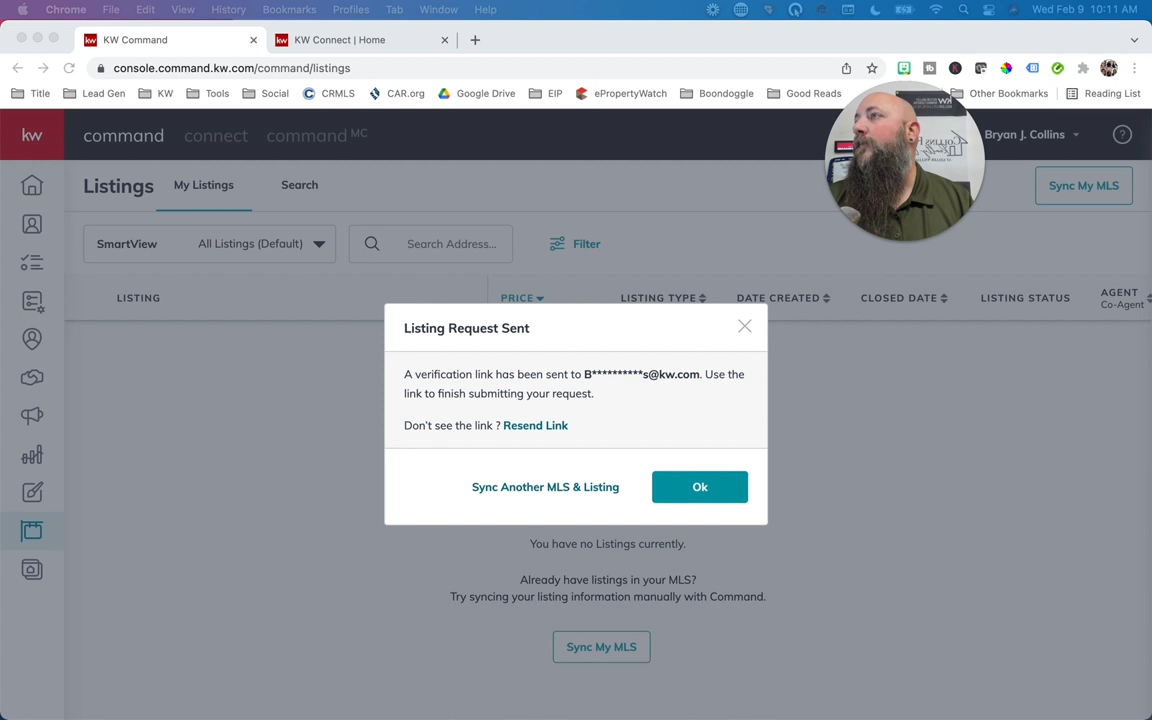 Chrome File Edit View History Bookmarks Profiles Tab Window Help Wed Feb 9 10:11 AM
kw KW Command
kw KW Connect | Home
console.command.kw.com/command/listings
Title Lead Gen KW Tools Social CRMLS CAR.org Google Drive EIP ePropertyWatch Boondoggle Good Reads Other Bookmarks Reading List
kw command connect command MC Bryan J. Collins
Listings My Listings Search Sync My MLS
SmartView All Listings (Default) Search Address... Filter
LISTING PRICE LISTING TYPE DATE CREATED CLOSED DATE LISTING STATUS AGENT
Co-Agent
Listing Request Sent
A verification link has been sent to B**********s@kw.com. Use the
link to finish submitting your request.
Don't see the link ? Resend Link
Sync Another MLS & Listing Ok
You have no Listings currently.
Already have listings in your MLS?
Try syncing your listing information manually with Command.
Sync My MLS